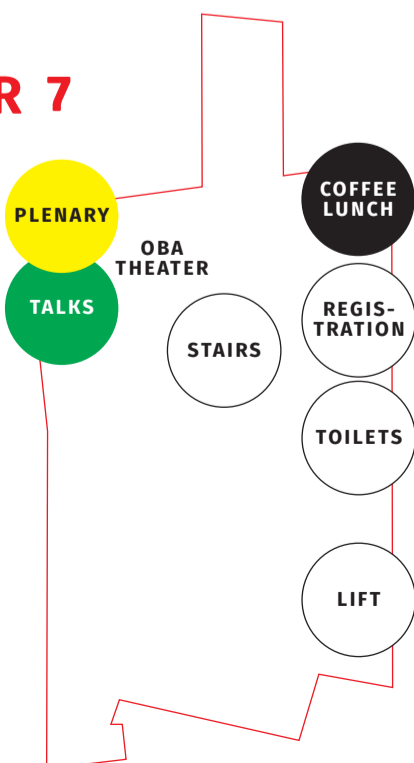 R 7
PLENARY
COFFEE
LUNCH
OBA
THEATER
TALKS
REGIS-
TRATION
STAIRS
TOILETS
LIFT